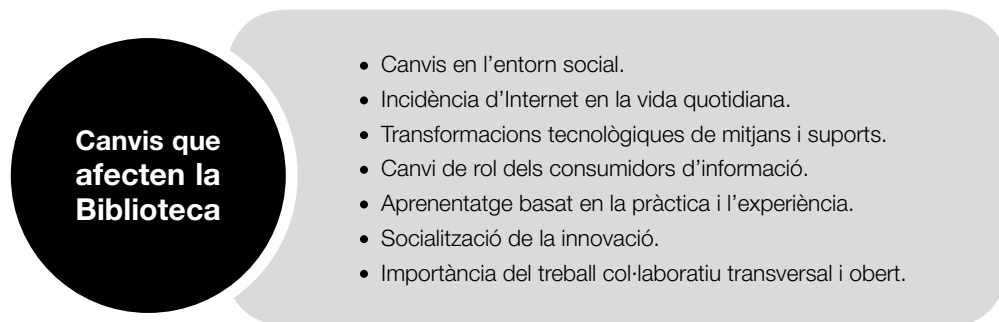 Canvis que
afecten la
Biblioteca
• Canvis en l’entorn social.
• Incidència d’Internet en la vida quotidiana.
• Transformacions tecnològiques de mitjans i suports.
• Canvi de rol dels consumidors d’informació.
• Aprenentatge basat en la pràctica i l’experiència.
• Socialització de la innovació.
• Importància del treball col·laboratiu transversal i obert.